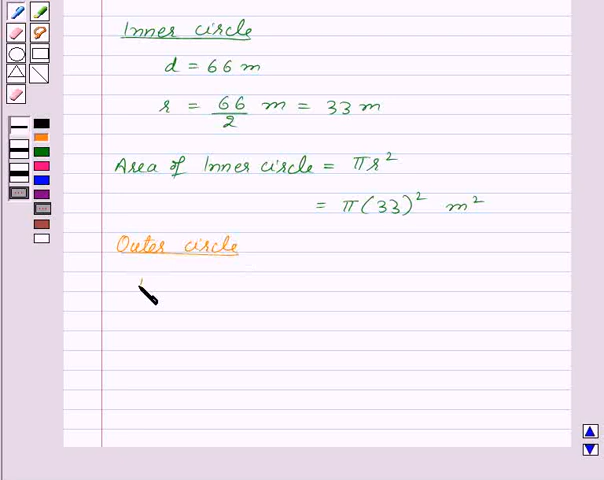 Inner circle
d = 66 m
r = 66/2 m = 33 m
Area of Inner circle = πr²
= π(33)² m²
Outer circle